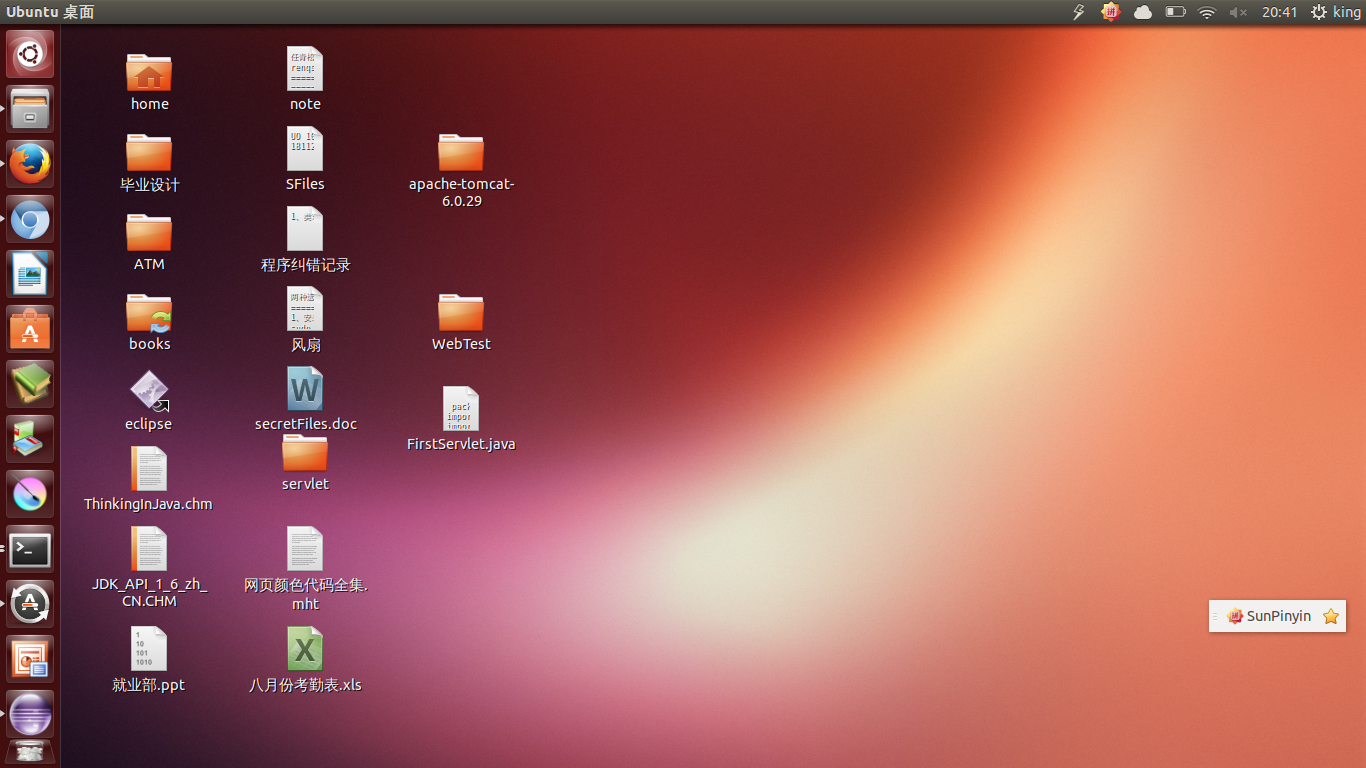 Ubuntu 桌面
20:41
king
home
note
毕业设计
SFiles
apache-tomcat-
6.0.29
ATM
程序纠错记录
books
风扇
WebTest
eclipse
secretFiles.doc
FirstServlet.java
servlet
ThinkingInJava.chm
JDK_API_1_6_zh_
CN.CHM
网页颜色代码全集.
mht
拼 SunPinyin
就业部.ppt
八月份考勤表.xls